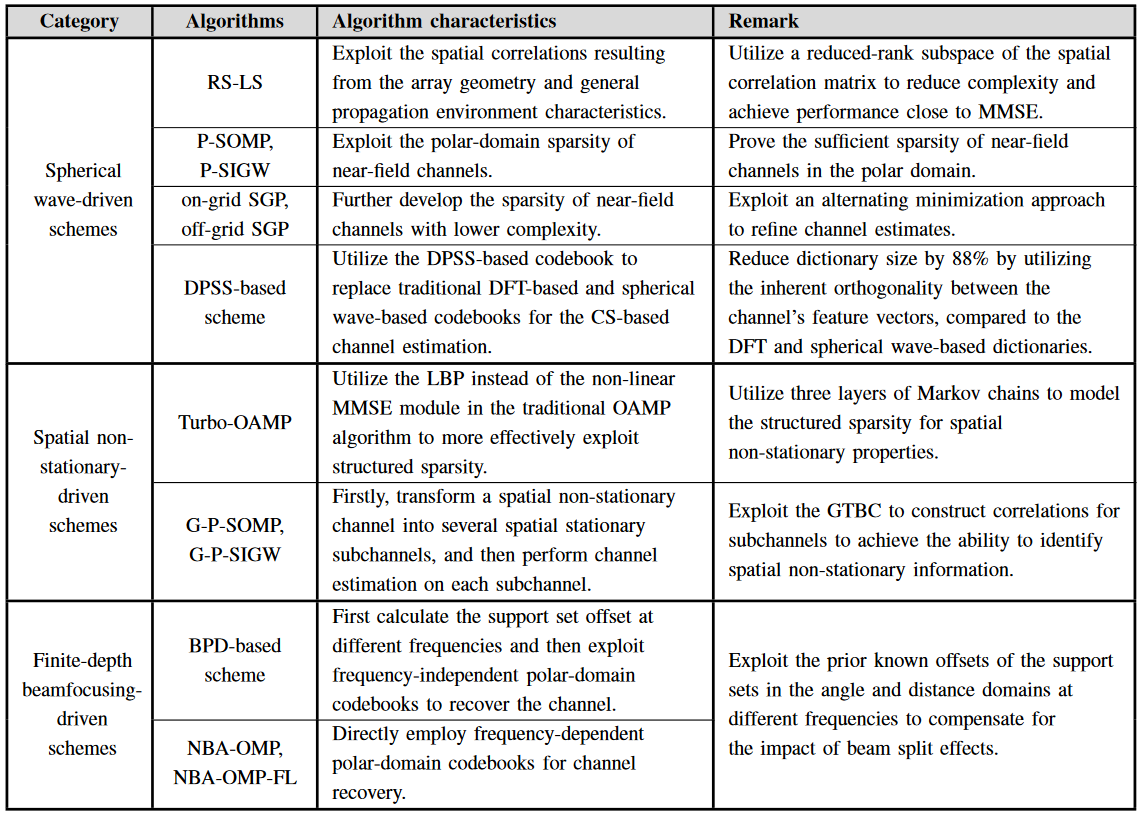 Category Algorithms Algorithm characteristics Remark
Spherical
wave-driven
schemes
RS-LS
Exploit the spatial correlations resulting
from the array geometry and general
propagation environment characteristics.
Utilize a reduced-rank subspace of the spatial
correlation matrix to reduce complexity and
achieve performance close to MMSE.
P-SOMP,
P-SIGW
Exploit the polar-domain sparsity of
near-field channels.
Prove the sufficient sparsity of near-field
channels in the polar domain.
on-grid SGP,
off-grid SGP
Further develop the sparsity of near-field
channels with lower complexity.
Exploit an alternating minimization approach
to refine channel estimates.
DPSS-based
scheme
Utilize the DPSS-based codebook to
replace traditional DFT-based and spherical
wave-based codebooks for the CS-based
channel estimation.
Reduce dictionary size by 88% by utilizing
the inherent orthogonality between the
channel's feature vectors, compared to the
DFT and spherical wave-based dictionaries.
Spatial non-
stationary-
driven
schemes
Turbo-OAMP
Utilize the LBP instead of the non-linear
MMSE module in the traditional OAMP
algorithm to more effectively exploit
structured sparsity.
Utilize three layers of Markov chains to model
the structured sparsity for spatial
non-stationary properties.
G-P-SOMP,
G-P-SIGW
Firstly, transform a spatial non-stationary
channel into several spatial stationary
subchannels, and then perform channel
estimation on each subchannel.
Exploit the GTBC to construct correlations for
subchannels to achieve the ability to identify
spatial non-stationary information.
Finite-depth
beamfocusing-
driven
schemes
BPD-based
scheme
First calculate the support set offset at
different frequencies and then exploit
frequency-independent polar-domain
codebooks to recover the channel.
NBA-OMP,
NBA-OMP-FL
Directly employ frequency-dependent
polar-domain codebooks for channel
recovery.
Exploit the prior known offsets of the support
sets in the angle and distance domains at
different frequencies to compensate for
the impact of beam split effects.